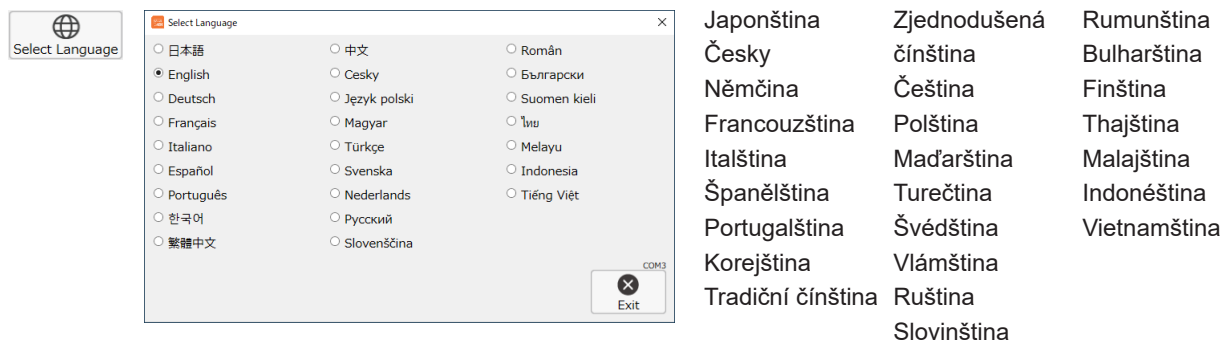 Select Language
Select Language
日本語
English
Deutsch
Français
Italiano
Español
Português
한국어
繁體中文
中文
Cesky
Język polski
Magyar
Türkçe
Svenska
Nederlands
Русский
Slovenščina
Român
Български
Suomen kieli
ไทย
Melayu
Indonesia
Tiếng Việt
COM3
Exit
Japonština
Česky
Němčina
Francouzština
Italština
Španělština
Portugalština
Korejština
Tradiční čínština
Zjednodušená
čínština
Čeština
Polština
Maďarština
Turečtina
Švédština
Vlámština
Ruština
Slovinština
Rumunština
Bulharština
Finština
Thajština
Malajština
Indonéština
Vietnamština